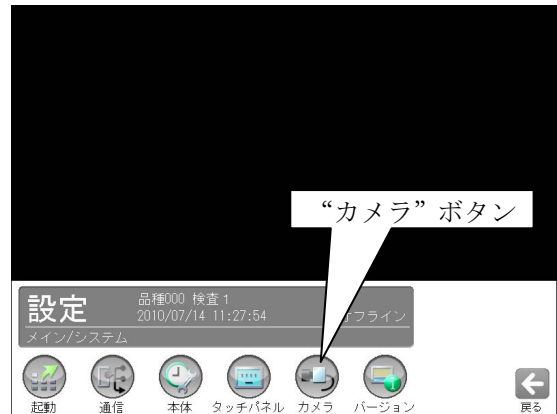 “カメラ”ボタン
設定
品種000 検査1
2010/07/14 11:27:54
フライン
メイン/システム
起動
通信
本体
タッチパネル
カメラ
バージョン
戻る